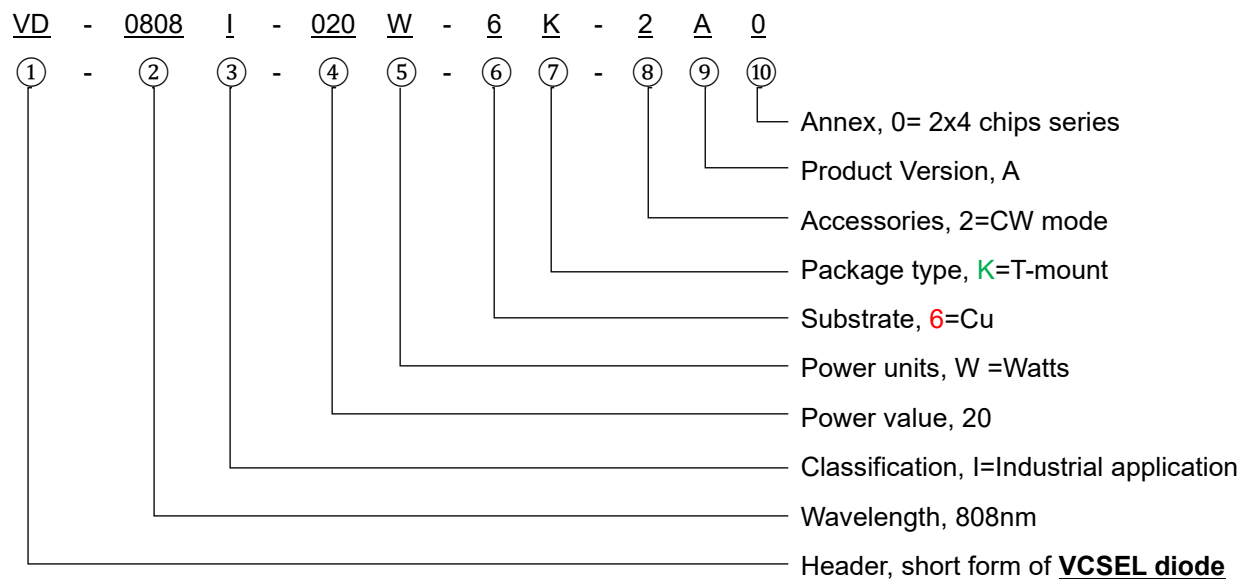 VD - 0808 I - 020 W - 6 K - 2 A 0
① - ② ③ - ④ ⑤ - ⑥ ⑦ - ⑧ ⑨ ⑩
Annex, 0= 2x4 chips series
Product Version, A
Accessories, 2=CW mode
Package type, K=T-mount
Substrate, 6=Cu
Power units, W =Watts
Power value, 20
Classification, I=Industrial application
Wavelength, 808nm
Header, short form of VCSEL diode